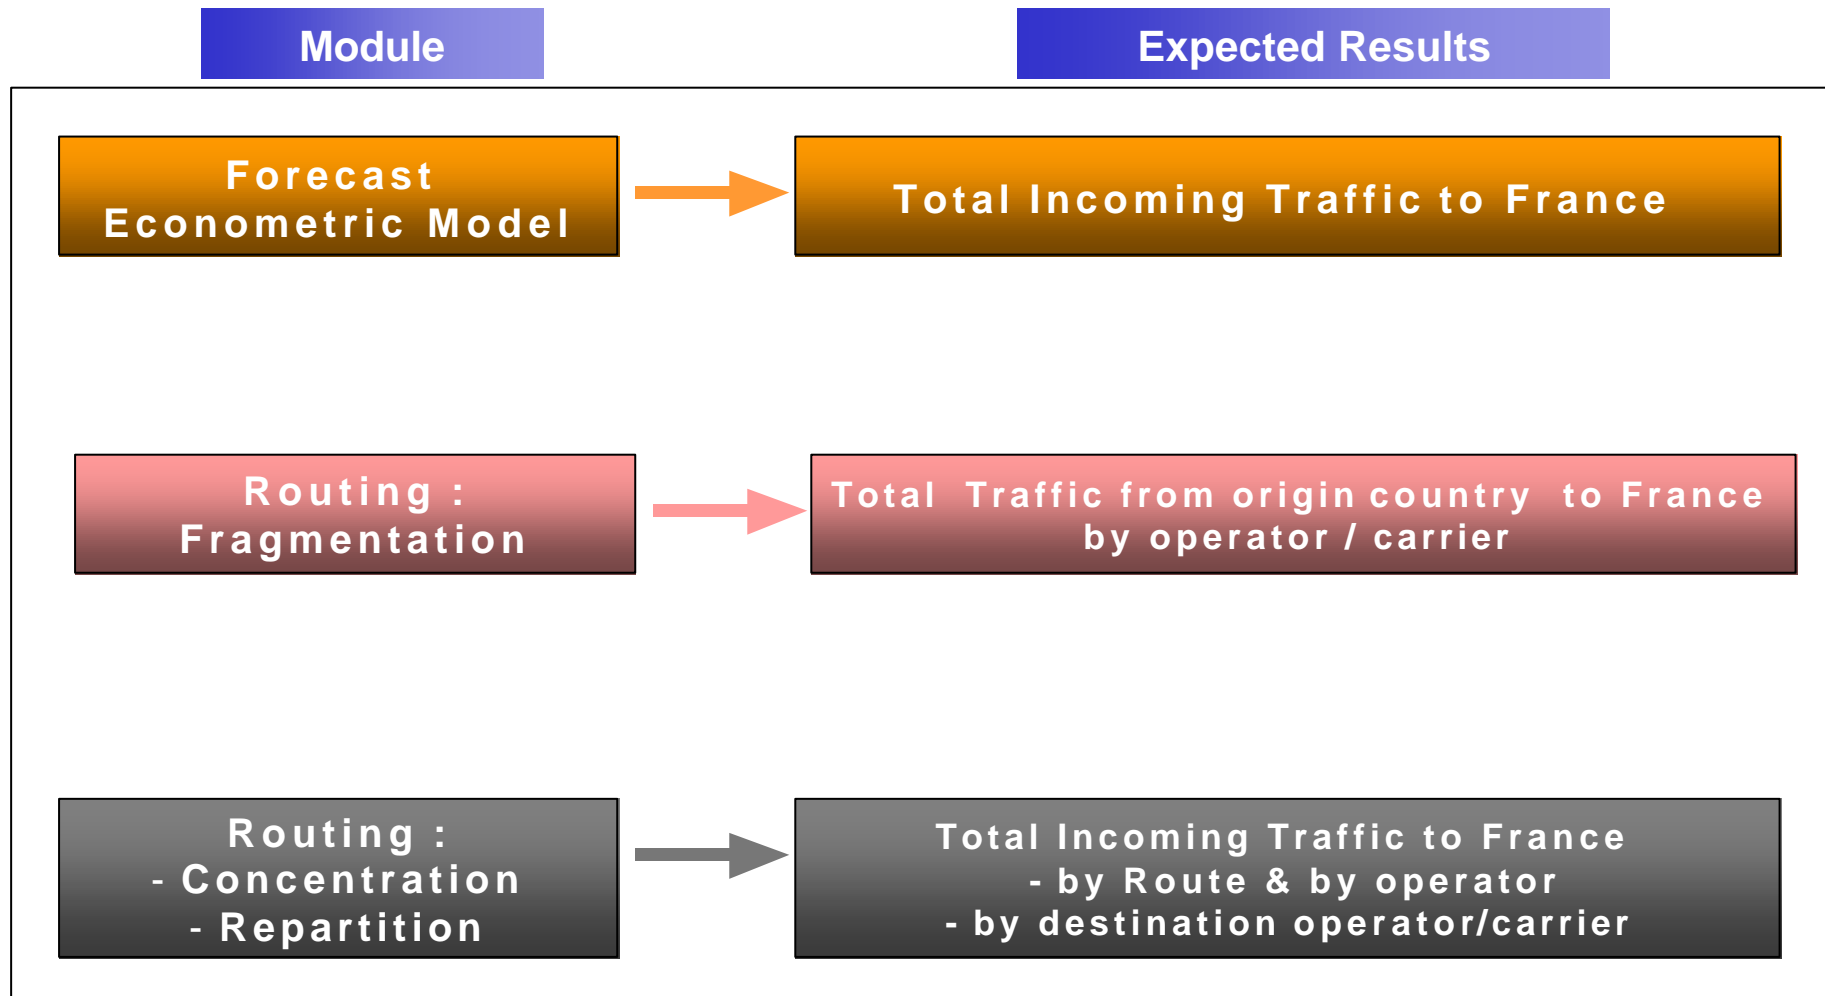 Module
Expected Results
Forecast
Econometric Model
Total Incoming Traffic to France
Routing :
Fragmentation
Total Traffic from origin country to France
by operator / carrier
Routing :
- Concentration
- Repartition
Total Incoming Traffic to France
- by Route & by operator
- by destination operator/carrier